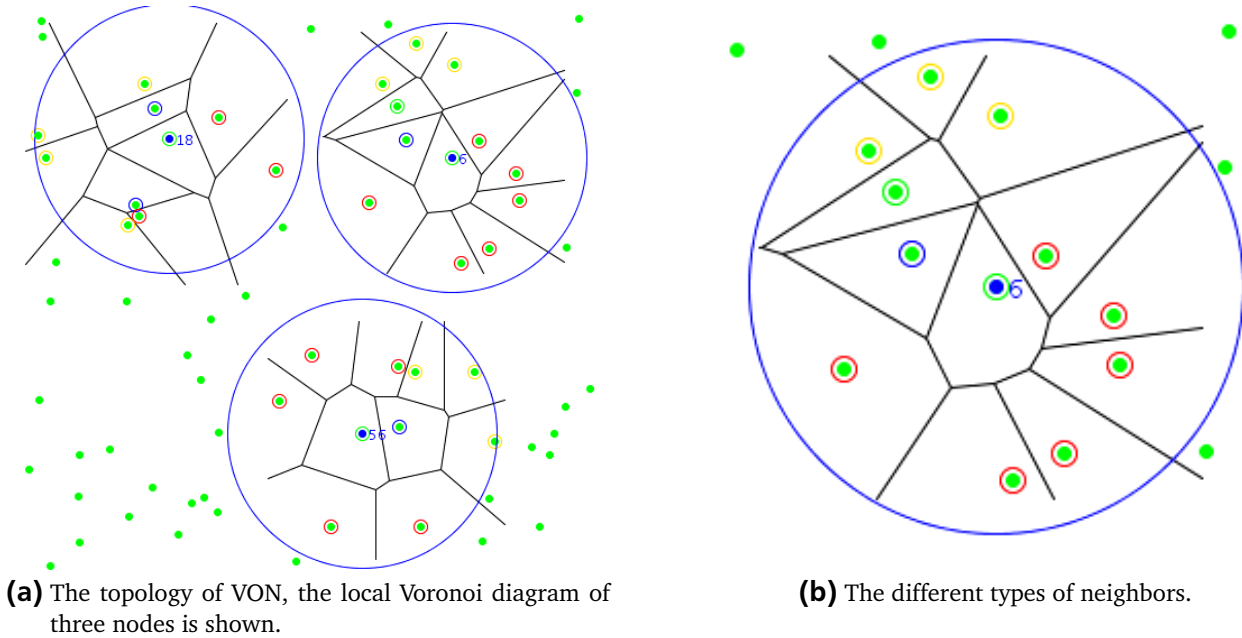 18
6
56
6
(a) The topology of VON, the local Voronoi diagram of
three nodes is shown.
(b) The different types of neighbors.